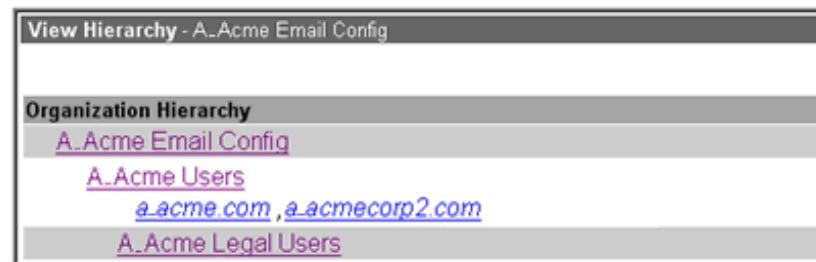 View Hierarchy - A_Acme Email Config
Organization Hierarchy
A_Acme Email Config
A_Acme Users
a_acme.com ,a_acmecorp2.com
A_Acme Legal Users